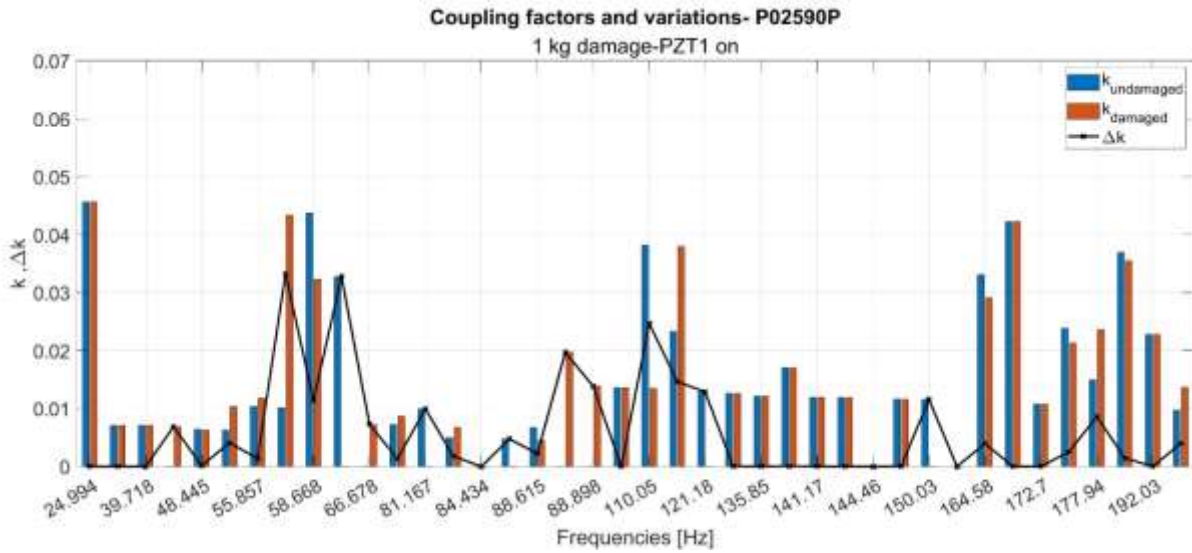 Coupling factors and variations- P02590P
1 kg damage-PZT1 on
0.07
0.06
0.05
0.04
0.03
0.02
0.01
0
k ,Δk
k undamaged
k damaged
Δk
24.994 39.718 48.445 55.857 58.668 66.678 81.167 84.434 88.615 88.898 110.05 121.18 135.85 141.17 144.46 150.03 164.58 172.7 177.94 192.03
Frequencies [Hz]